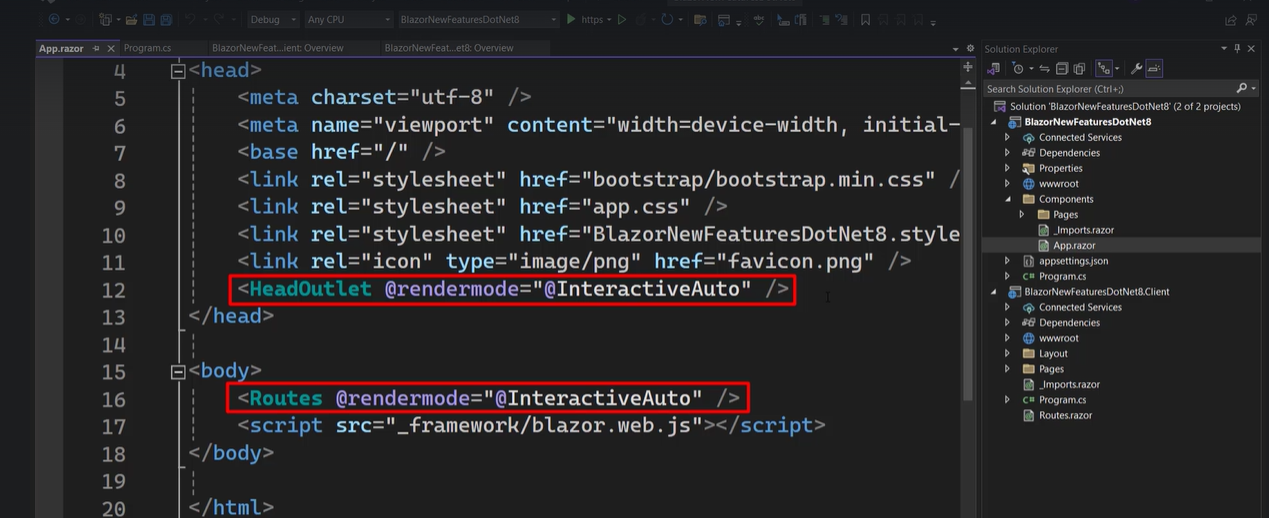 Debug
Any CPU
BlazorNewFeaturesDotNet8
https
App.razor
Program.cs
BlazorNewFeat...ient: Overview
BlazorNewFeat...et8: Overview
4 <head>
5 <meta charset="utf-8" />
6 <meta name="viewport" content="width=device-width, initial-
7 <base href="/" />
8 <link rel="stylesheet" href="bootstrap/bootstrap.min.css" /
9 <link rel="stylesheet" href="app.css" />
10 <link rel="stylesheet" href="BlazorNewFeaturesDotNet8.style
11 <link rel="icon" type="image/png" href="favicon.png" />
12 <HeadOutlet @rendermode="@InteractiveAuto" />
13 </head>
14
15 <body>
16 <Routes @rendermode="@InteractiveAuto" />
17 <script src="_framework/blazor.web.js"></script>
18 </body>
19
20 </html>
Solution Explorer
Search Solution Explorer (Ctrl+;)
Solution 'BlazorNewFeaturesDotNet8' (2 of 2 projects)
BlazorNewFeaturesDotNet8
Connected Services
Dependencies
Properties
wwwroot
Components
Pages
_Imports.razor
App.razor
appsettings.json
C# Program.cs
BlazorNewFeaturesDotNet8.Client
Connected Services
Dependencies
wwwroot
Layout
Pages
_Imports.razor
C# Program.cs
Routes.razor